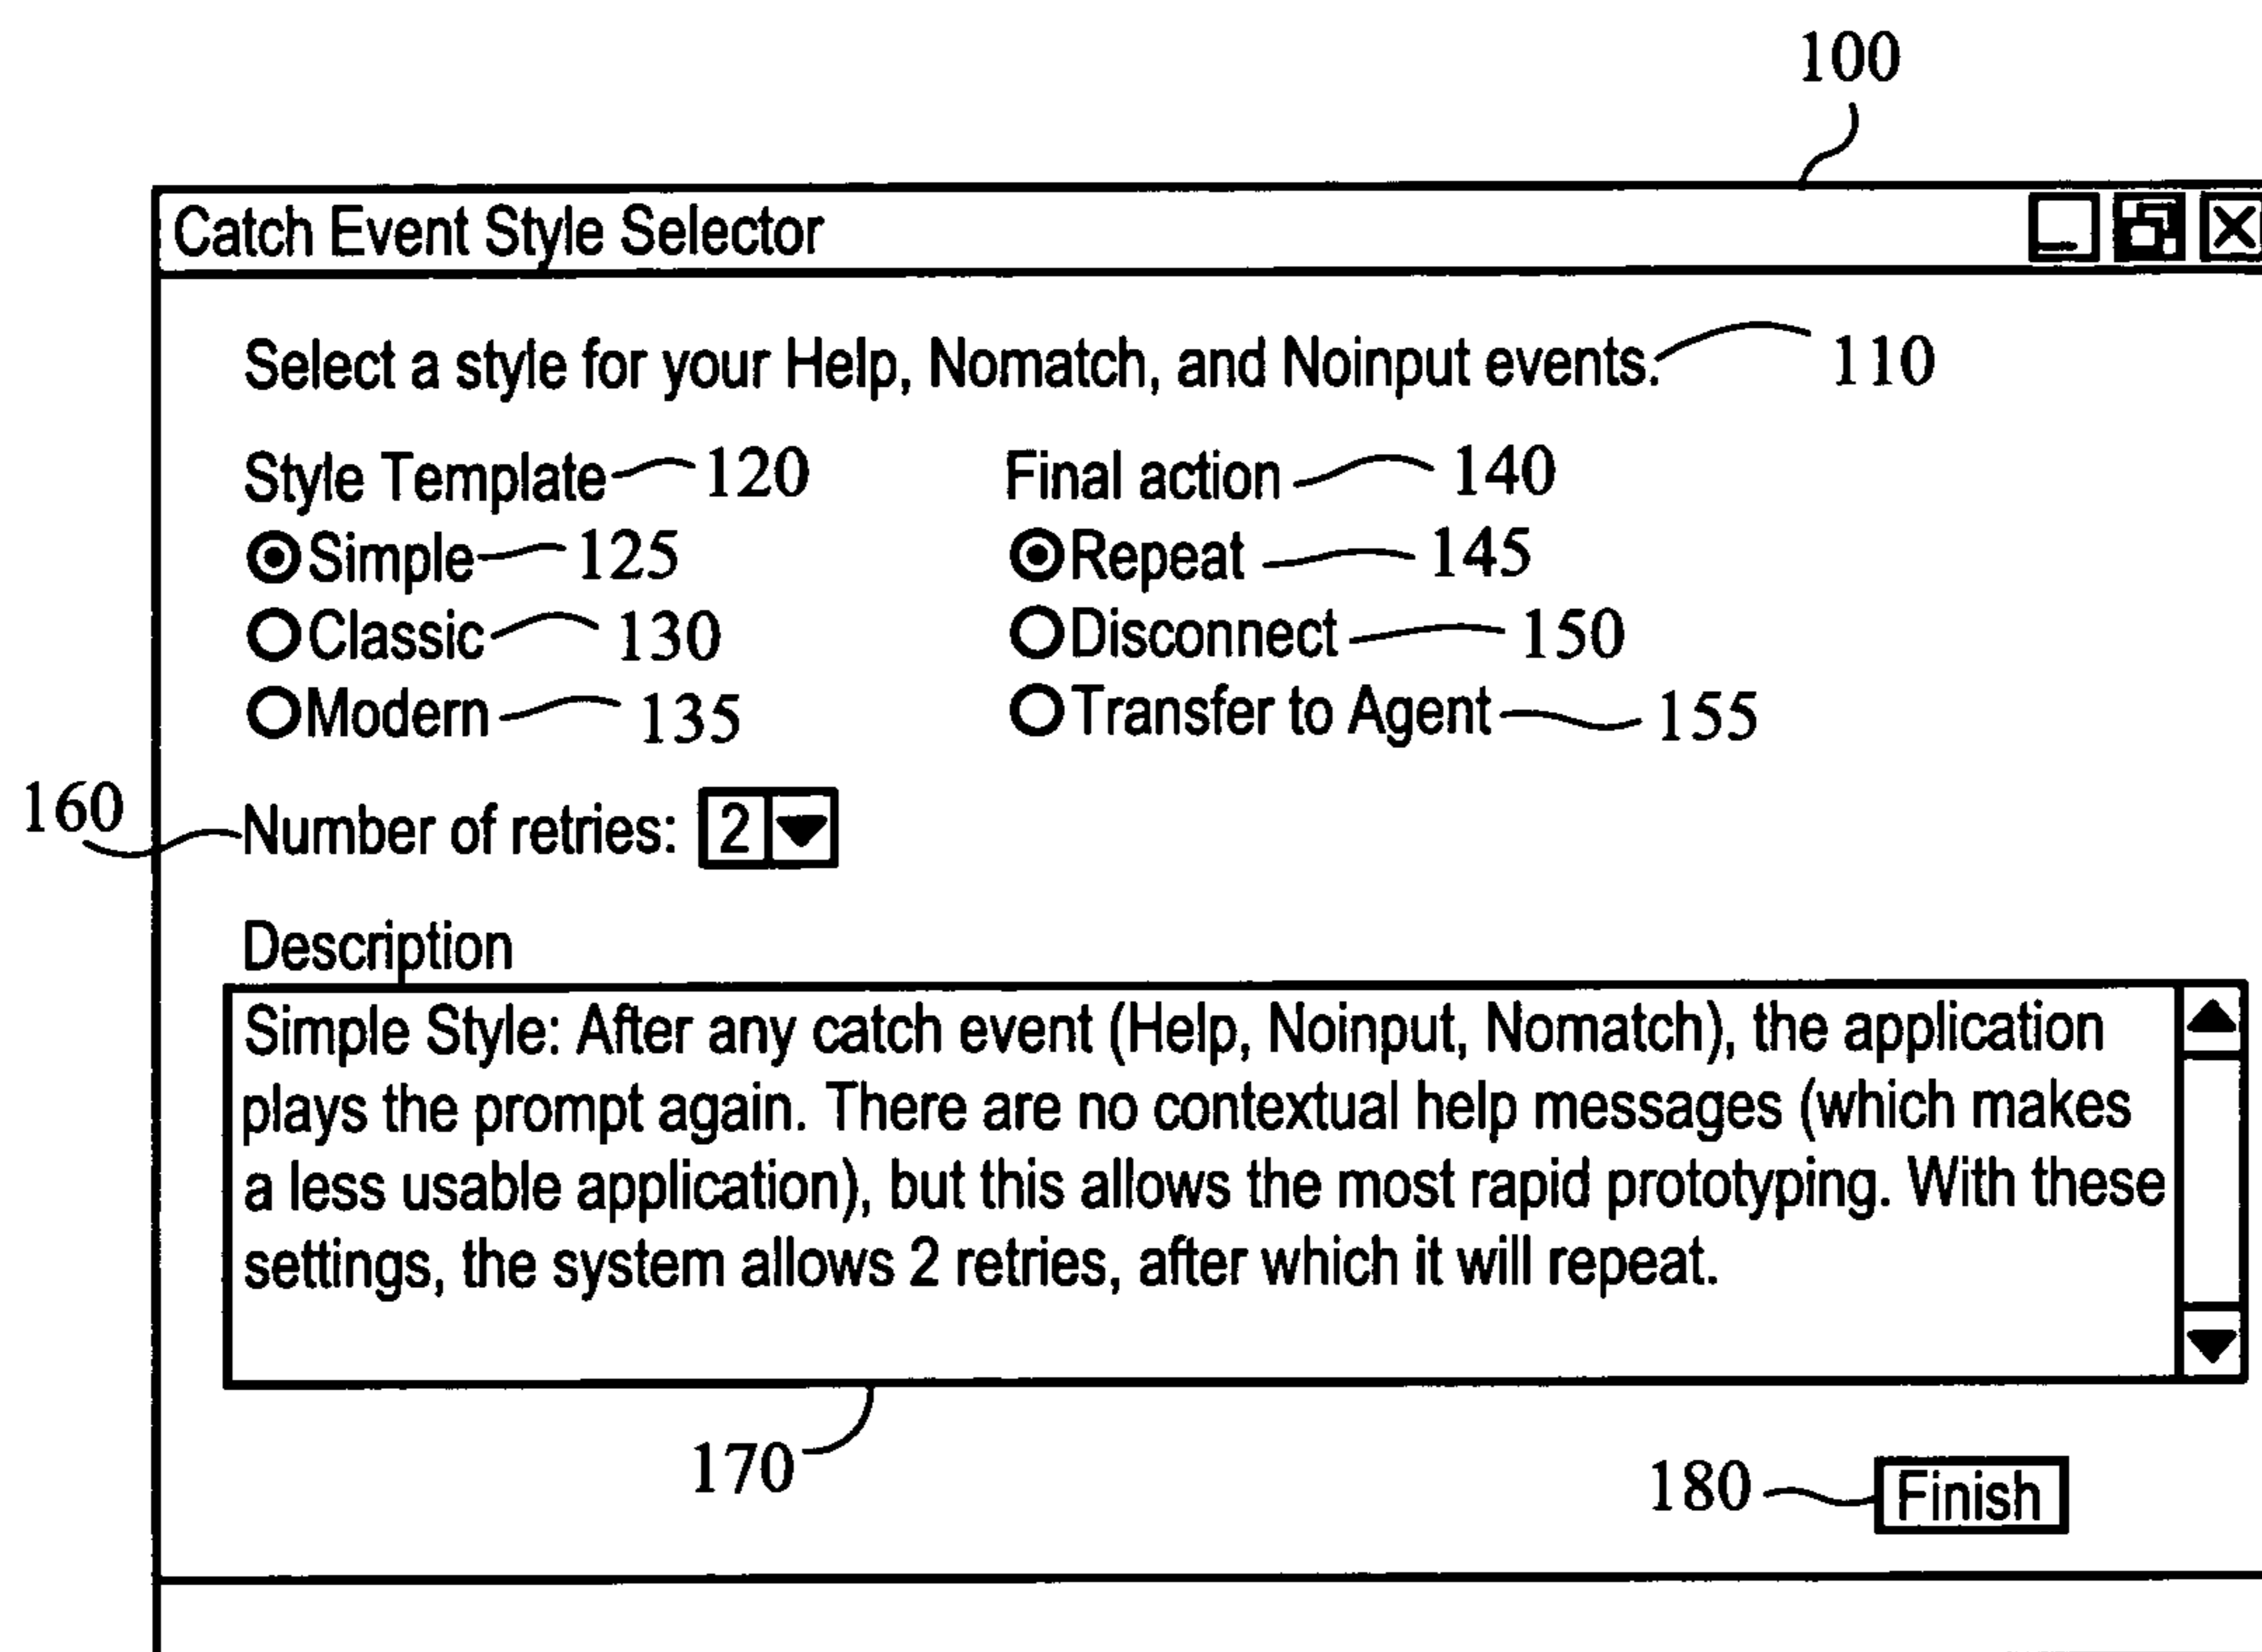 100
Catch Event Style Selector
Select a style for your Help, Nomatch, and Noinput events. 110
Style Template 120 Final action 140
Simple 125 Repeat 145
Classic 130 Disconnect 150
Modern 135 Transfer to Agent 155
160 Number of retries: 2
Description
Simple Style: After any catch event (Help, Noinput, Nomatch), the application
plays the prompt again. There are no contextual help messages (which makes
a less usable application), but this allows the most rapid prototyping. With these
settings, the system allows 2 retries, after which it will repeat.
170
180 Finish